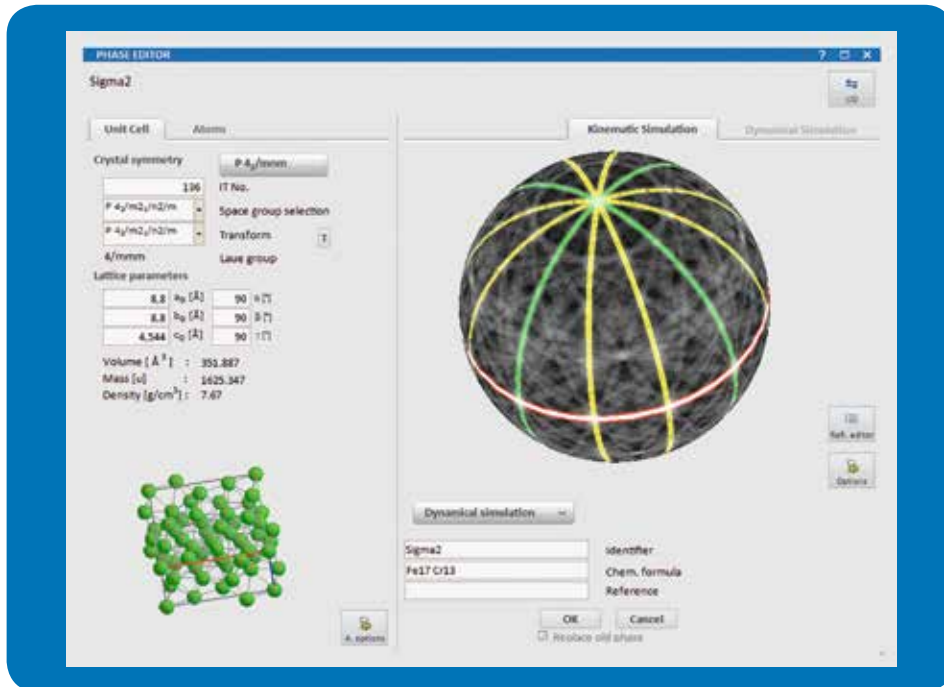 PHASE EDITOR
Sigma2
Unit Cell Atoms
Kinematic Simulation Dynamical Simulation
Crystal symmetry P 4₂/mnm
136 IT No.
P 4₂/m2₁/n2/m Space group selection
P 4₂/m2₁/n2/m Transform T
4/mmm Laue group
Lattice parameters
8,8 a₀ [Å] 90 α [°]
8,8 b₀ [Å] 90 β [°]
4,544 c₀ [Å] 90 γ [°]
Volume [ Å³ ] : 351.887
Mass [u] : 1625.347
Density [g/cm³] : 7.67
Refl. editor
Options
Dynamical simulation
Sigma2 Identifier
Fe17 Cr13 Chem. formula
Reference
OK Cancel
Replace old phase
A. options